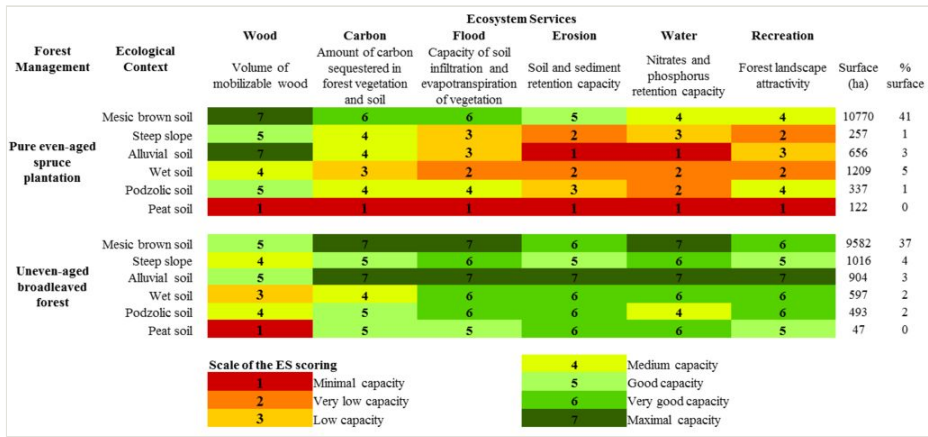 Ecosystem Services
Wood Carbon Flood Erosion Water Recreation
Forest Management Ecological Context Volume of mobilizable wood Amount of carbon sequestered in forest vegetation and soil Capacity of soil infiltration and evapotranspiration of vegetation Soil and sediment retention capacity Nitrates and phosphorus retention capacity Forest landscape attractivity Surface (ha) % surface
Pure even-aged spruce plantation
Mesic brown soil 7 6 6 5 4 4 10770 41
Steep slope 5 4 3 2 3 2 257 1
Alluvial soil 7 4 3 1 1 3 656 3
Wet soil 4 3 2 2 2 2 1209 5
Podzolic soil 5 4 4 3 2 4 337 1
Peat soil 1 1 1 1 1 1 122 0
Uneven-aged broadleaved forest
Mesic brown soil 5 7 7 6 7 6 9582 37
Steep slope 4 5 6 5 6 5 1016 4
Alluvial soil 5 7 7 7 7 7 904 3
Wet soil 3 4 6 6 6 6 597 2
Podzolic soil 4 5 6 6 4 6 493 2
Peat soil 1 5 5 6 6 5 47 0
Scale of the ES scoring
1 Minimal capacity
2 Very low capacity
3 Low capacity
4 Medium capacity
5 Good capacity
6 Very good capacity
7 Maximal capacity